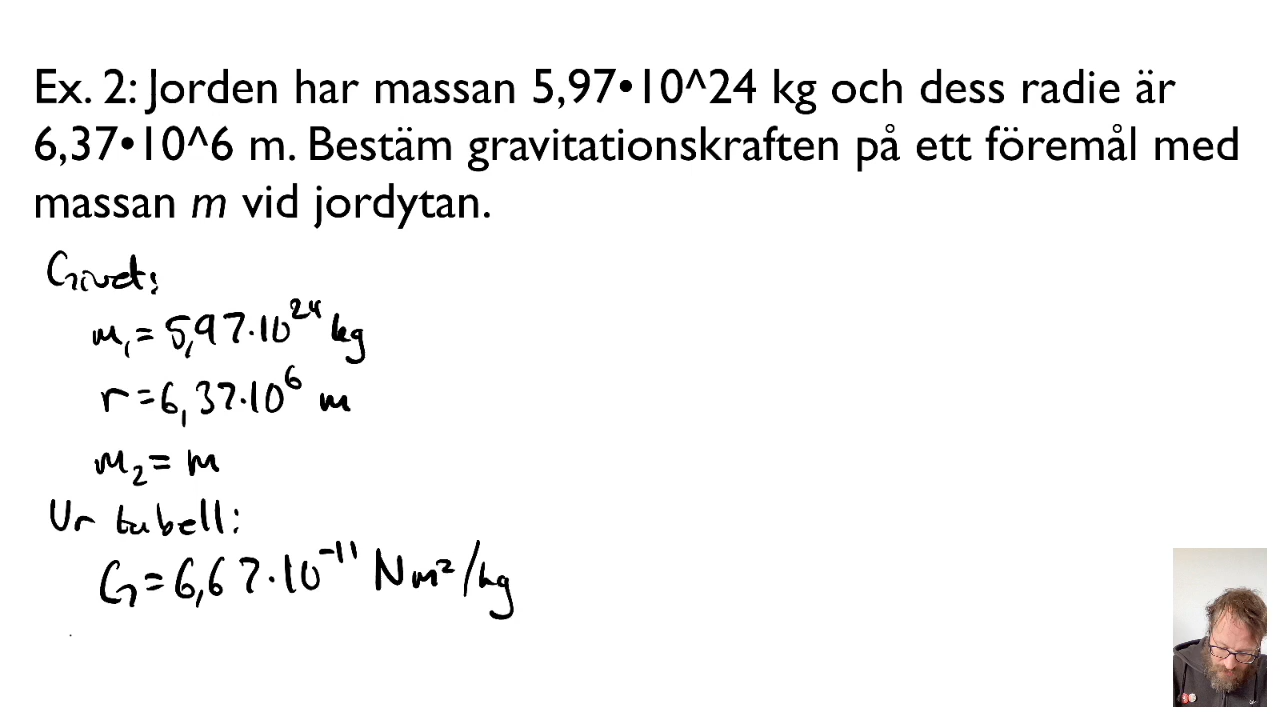 Ex. 2: Jorden har massan 5,97•10^24 kg och dess radie är
6,37•10^6 m. Bestäm gravitationskraften på ett föremål med
massan m vid jordytan.
Givet:
m₁ = 5,97·10²⁴ kg
r = 6,37·10⁶ m
m₂ = m
Ur tabell:
G = 6,67·10⁻¹¹ Nm²/kg